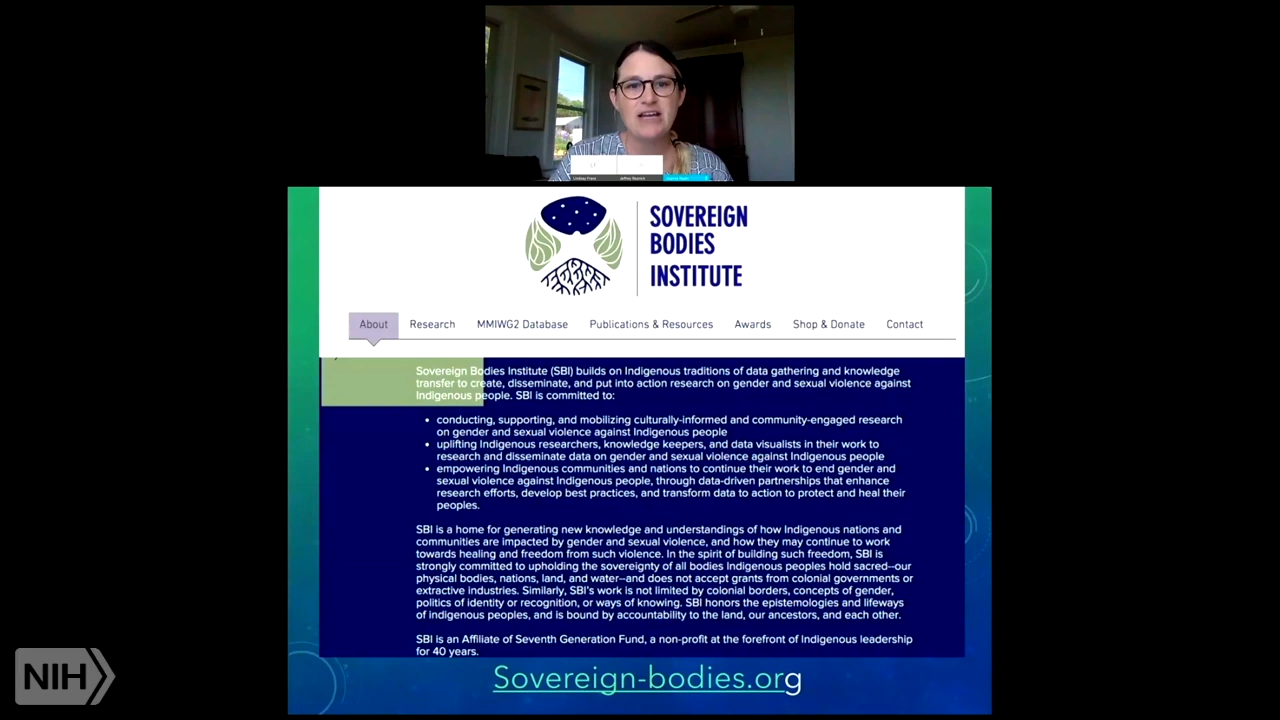 Lindsay Franz
Jeffrey Reznick
SOVEREIGN
BODIES
INSTITUTE
About Research MMIWG2 Database Publications & Resources Awards Shop & Donate Contact
Sovereign Bodies Institute (SBI) builds on Indigenous traditions of data gathering and knowledge
transfer to create, disseminate, and put into action research on gender and sexual violence against
Indigenous people. SBI is committed to:
• conducting, supporting, and mobilizing culturally-informed and community-engaged research
on gender and sexual violence against Indigenous people
• uplifting Indigenous researchers, knowledge keepers, and data visualists in their work to
research and disseminate data on gender and sexual violence against Indigenous people
• empowering Indigenous communities and nations to continue their work to end gender and
sexual violence against Indigenous people, through data-driven partnerships that enhance
research efforts, develop best practices, and transform data to action to protect and heal their
peoples.
SBI is a home for generating new knowledge and understandings of how Indigenous nations and
communities are impacted by gender and sexual violence, and how they may continue to work
towards healing and freedom from such violence. In the spirit of building such freedom, SBI is
strongly committed to upholding the sovereignty of all bodies Indigenous peoples hold sacred--our
physical bodies, nations, land, and water--and does not accept grants from colonial governments or
extractive industries. Similarly, SBI's work is not limited by colonial borders, concepts of gender,
politics of identity or recognition, or ways of knowing. SBI honors the epistemologies and lifeways
of indigenous peoples, and is bound by accountability to the land, our ancestors, and each other.
SBI is an Affiliate of Seventh Generation Fund, a non-profit at the forefront of Indigenous leadership
for 40 years.
Sovereign-bodies.org
NIH